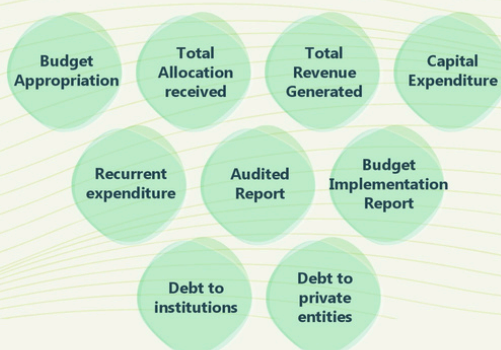 Budget
Appropriation
Total
Allocation
received
Total
Revenue
Generated
Capital
Expenditure
Recurrent
expenditure
Audited
Report
Budget
Implementation
Report
Debt to
institutions
Debt to
private
entities